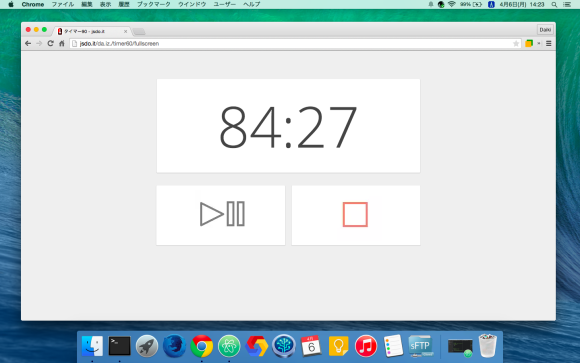 Chrome ファイル 編集 表示 履歴 ブックマーク ウインドウ ユーザー ヘルプ 99% 4月6日(月) 14:23
タイマー60 - jsdo.it
Daiki
jsdo.it/da.iz./timer60/fullscreen
84:27
6
sFTP